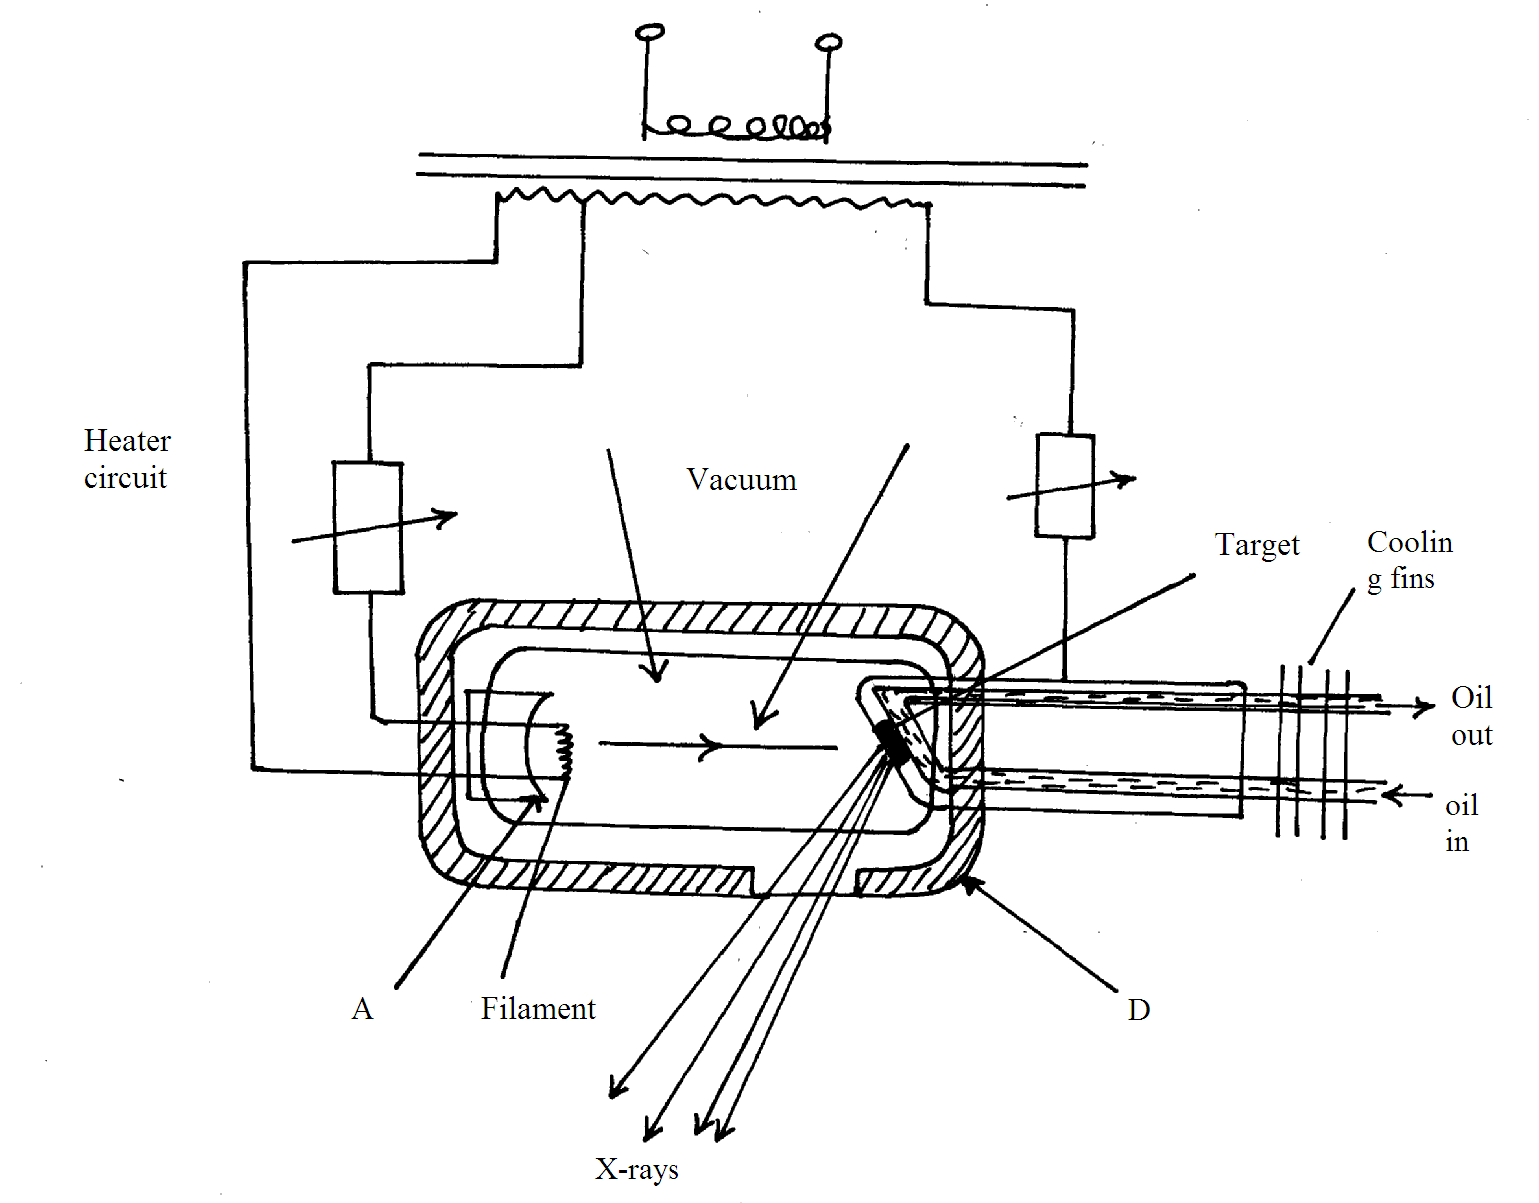 Heater
circuit
Vacuum
Target
Coolin
g fins
Oil
out
oil
in
A
Filament
D
X-rays